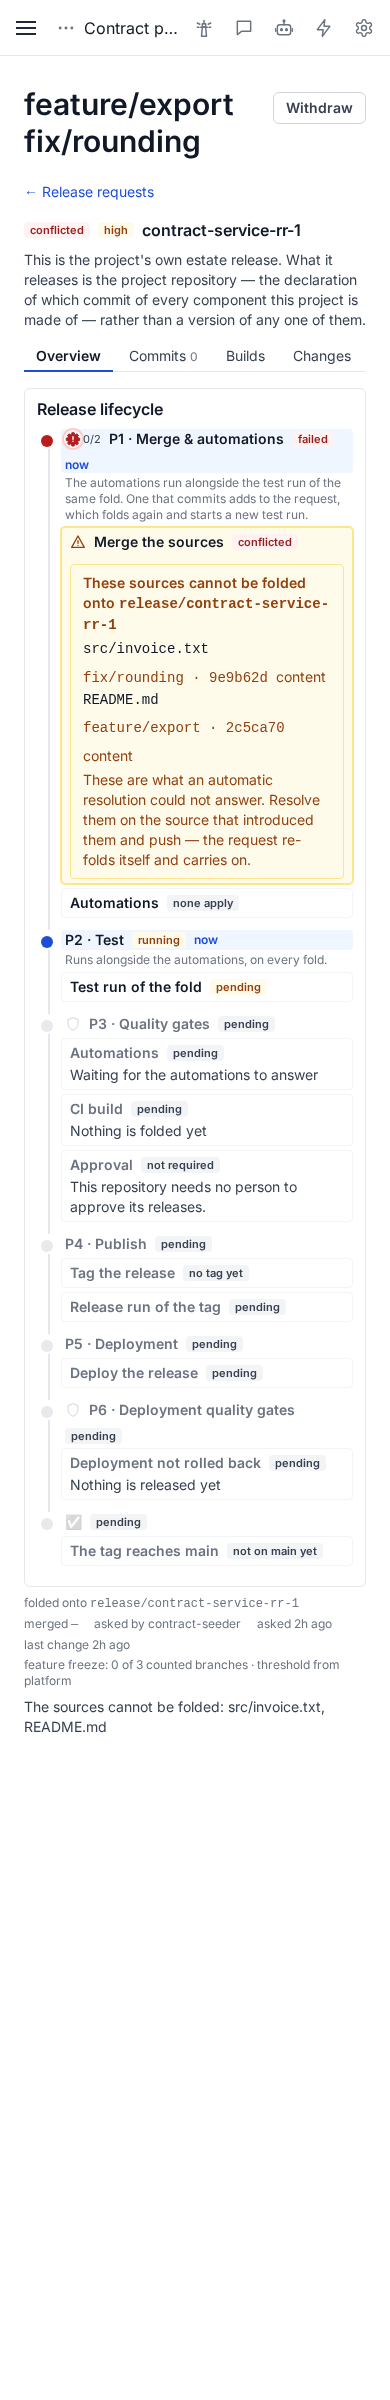 Contract p...
feature/export
fix/rounding
Withdraw
← Release requests
conflicted high contract-service-rr-1
This is the project's own estate release. What it
releases is the project repository — the declaration
of which commit of every component this project is
made of — rather than a version of any one of them.
Overview Commits 0 Builds Changes
Release lifecycle
0/2 P1 · Merge & automations failed
now
The automations run alongside the test run of the
same fold. One that commits adds to the request,
which folds again and starts a new test run.
Merge the sources conflicted
These sources cannot be folded
onto release/contract-service-
rr-1
src/invoice.txt
fix/rounding · 9e9b62d content
README.md
feature/export · 2c5ca70
content
These are what an automatic
resolution could not answer. Resolve
them on the source that introduced
them and push — the request re-
folds itself and carries on.
Automations none apply
P2 · Test running now
Runs alongside the automations, on every fold.
Test run of the fold pending
P3 · Quality gates pending
Automations pending
Waiting for the automations to answer
CI build pending
Nothing is folded yet
Approval not required
This repository needs no person to
approve its releases.
P4 · Publish pending
Tag the release no tag yet
Release run of the tag pending
P5 · Deployment pending
Deploy the release pending
P6 · Deployment quality gates
pending
Deployment not rolled back pending
Nothing is released yet
✅ pending
The tag reaches main not on main yet
folded onto release/contract-service-rr-1
merged — asked by contract-seeder asked 2h ago
last change 2h ago
feature freeze: 0 of 3 counted branches · threshold from
platform
The sources cannot be folded: src/invoice.txt,
README.md